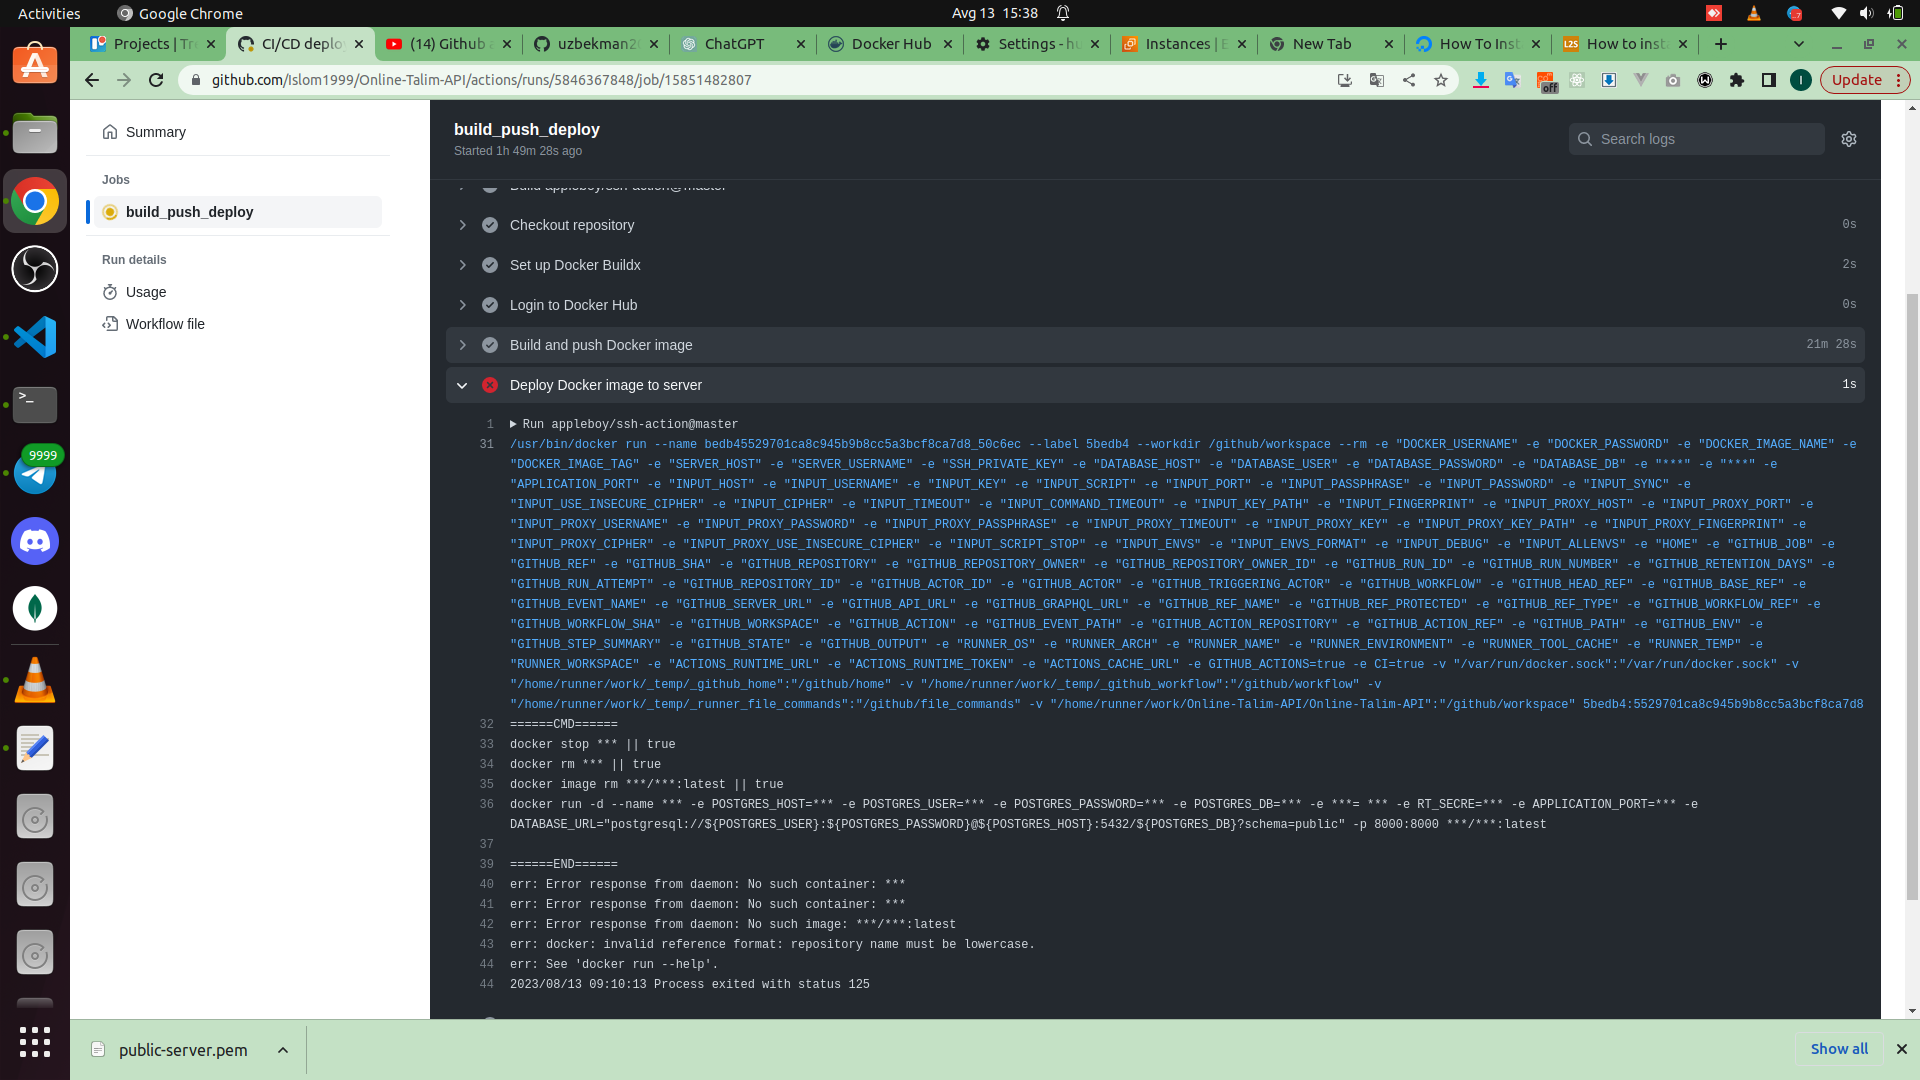 Activities
Google Chrome
Avg 13 15:38
Projects | Tre
CI/CD deploy
(14) Github a
uzbekman20
ChatGPT
Docker Hub
Settings - hu
Instances | E
New Tab
How To Inst
How to insta
github.com/Islom1999/Online-Talim-API/actions/runs/5846367848/job/15851482807
off
I
Update
Summary
Jobs
build_push_deploy
Run details
Usage
Workflow file
build_push_deploy
Started 1h 49m 28s ago
Search logs
Build appleboy/ssh-action@master
Checkout repository
0s
Set up Docker Buildx
2s
Login to Docker Hub
0s
Build and push Docker image
21m 28s
Deploy Docker image to server
1s
1 Run appleboy/ssh-action@master
31 /usr/bin/docker run --name bedb45529701ca8c945b9b8cc5a3bcf8ca7d8_50c6ec --label 5bedb4 --workdir /github/workspace --rm -e "DOCKER_USERNAME" -e "DOCKER_PASSWORD" -e "DOCKER_IMAGE_NAME" -e
"DOCKER_IMAGE_TAG" -e "SERVER_HOST" -e "SERVER_USERNAME" -e "SSH_PRIVATE_KEY" -e "DATABASE_HOST" -e "DATABASE_USER" -e "DATABASE_PASSWORD" -e "DATABASE_DB" -e "***" -e "***" -e
"APPLICATION_PORT" -e "INPUT_HOST" -e "INPUT_USERNAME" -e "INPUT_KEY" -e "INPUT_SCRIPT" -e "INPUT_PORT" -e "INPUT_PASSPHRASE" -e "INPUT_PASSWORD" -e "INPUT_SYNC" -e
"INPUT_USE_INSECURE_CIPHER" -e "INPUT_CIPHER" -e "INPUT_TIMEOUT" -e "INPUT_COMMAND_TIMEOUT" -e "INPUT_KEY_PATH" -e "INPUT_FINGERPRINT" -e "INPUT_PROXY_HOST" -e "INPUT_PROXY_PORT" -e
"INPUT_PROXY_USERNAME" -e "INPUT_PROXY_PASSWORD" -e "INPUT_PROXY_PASSPHRASE" -e "INPUT_PROXY_TIMEOUT" -e "INPUT_PROXY_KEY" -e "INPUT_PROXY_KEY_PATH" -e "INPUT_PROXY_FINGERPRINT" -e
"INPUT_PROXY_CIPHER" -e "INPUT_PROXY_USE_INSECURE_CIPHER" -e "INPUT_SCRIPT_STOP" -e "INPUT_ENVS" -e "INPUT_ENVS_FORMAT" -e "INPUT_DEBUG" -e "INPUT_ALLENVS" -e "HOME" -e "GITHUB_JOB" -e
"GITHUB_REF" -e "GITHUB_SHA" -e "GITHUB_REPOSITORY" -e "GITHUB_REPOSITORY_OWNER" -e "GITHUB_REPOSITORY_OWNER_ID" -e "GITHUB_RUN_ID" -e "GITHUB_RUN_NUMBER" -e "GITHUB_RETENTION_DAYS" -e
"GITHUB_RUN_ATTEMPT" -e "GITHUB_REPOSITORY_ID" -e "GITHUB_ACTOR_ID" -e "GITHUB_ACTOR" -e "GITHUB_TRIGGERING_ACTOR" -e "GITHUB_WORKFLOW" -e "GITHUB_HEAD_REF" -e "GITHUB_BASE_REF" -e
"GITHUB_EVENT_NAME" -e "GITHUB_SERVER_URL" -e "GITHUB_API_URL" -e "GITHUB_GRAPHQL_URL" -e "GITHUB_REF_NAME" -e "GITHUB_REF_PROTECTED" -e "GITHUB_REF_TYPE" -e "GITHUB_WORKFLOW_REF" -e
"GITHUB_WORKFLOW_SHA" -e "GITHUB_WORKSPACE" -e "GITHUB_ACTION" -e "GITHUB_EVENT_PATH" -e "GITHUB_ACTION_REPOSITORY" -e "GITHUB_ACTION_REF" -e "GITHUB_PATH" -e "GITHUB_ENV" -e
"GITHUB_STEP_SUMMARY" -e "GITHUB_STATE" -e "GITHUB_OUTPUT" -e "RUNNER_OS" -e "RUNNER_ARCH" -e "RUNNER_NAME" -e "RUNNER_ENVIRONMENT" -e "RUNNER_TOOL_CACHE" -e "RUNNER_TEMP" -e
"RUNNER_WORKSPACE" -e "ACTIONS_RUNTIME_URL" -e "ACTIONS_RUNTIME_TOKEN" -e "ACTIONS_CACHE_URL" -e GITHUB_ACTIONS=true -e CI=true -v "/var/run/docker.sock":"/var/run/docker.sock" -v
"/home/runner/work/_temp/_github_home":"/github/home" -v "/home/runner/work/_temp/_github_workflow":"/github/workflow" -v
"/home/runner/work/_temp/_runner_file_commands":"/github/file_commands" -v "/home/runner/work/Online-Talim-API/Online-Talim-API":"/github/workspace" 5bedb4:5529701ca8c945b9b8cc5a3bcf8ca7d8
32 ======CMD======
33 docker stop *** || true
34 docker rm *** || true
35 docker image rm ***/***:latest || true
36 docker run -d --name *** -e POSTGRES_HOST=*** -e POSTGRES_USER=*** -e POSTGRES_PASSWORD=*** -e POSTGRES_DB=*** -e ***= *** -e RT_SECRE=*** -e APPLICATION_PORT=*** -e
DATABASE_URL="postgresql://${POSTGRES_USER}:${POSTGRES_PASSWORD}@${POSTGRES_HOST}:5432/${POSTGRES_DB}?schema=public" -p 8000:8000 ***/***:latest
37
39 ======END======
40 err: Error response from daemon: No such container: ***
41 err: Error response from daemon: No such container: ***
42 err: Error response from daemon: No such image: ***/***:latest
43 err: docker: invalid reference format: repository name must be lowercase.
44 err: See 'docker run --help'.
44 2023/08/13 09:10:13 Process exited with status 125
9999
public-server.pem
Show all